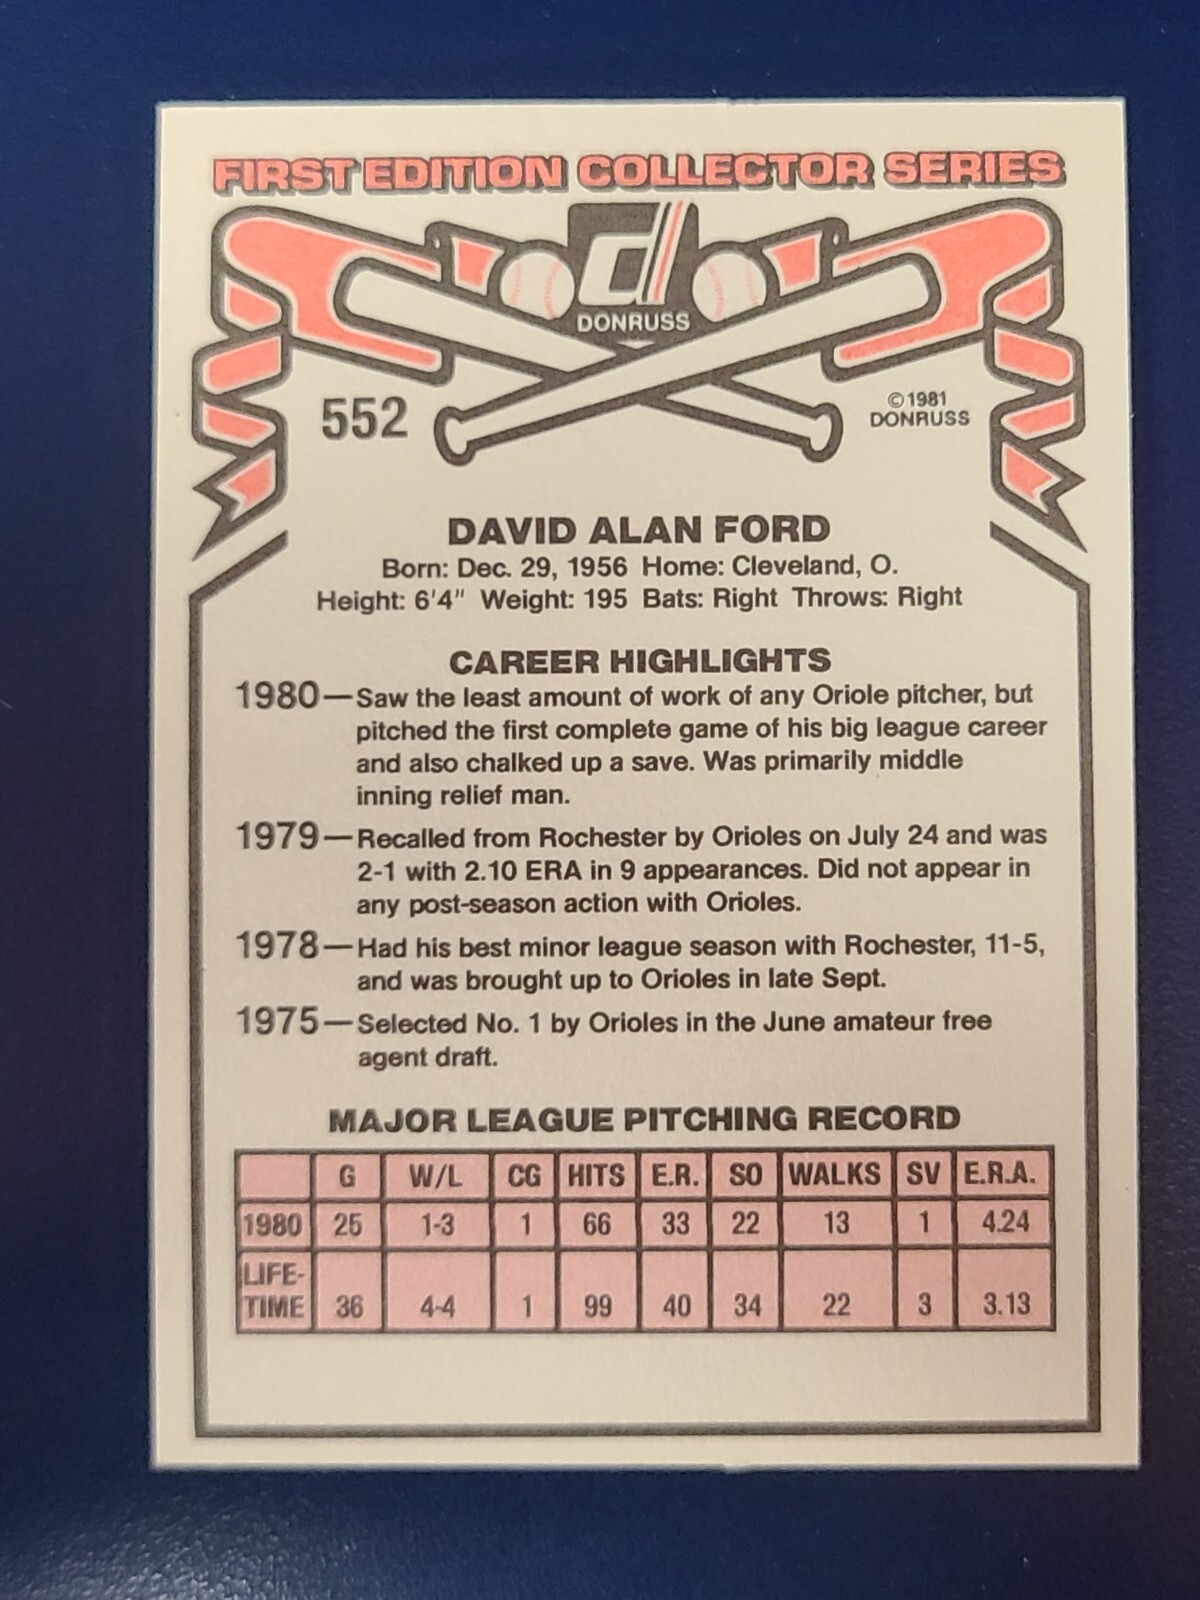 FIRST EDITION COLLECTOR SERIES
d
DONRUSS
552
©1981
DONRUSS
DAVID ALAN FORD
Born: Dec. 29, 1956 Home: Cleveland, O.
Height: 6'4" Weight: 195 Bats: Right Throws: Right
CAREER HIGHLIGHTS
1980—Saw the least amount of work of any Oriole pitcher, but
pitched the first complete game of his big league career
and also chalked up a save. Was primarily middle
inning relief man.
1979—Recalled from Rochester by Orioles on July 24 and was
2-1 with 2.10 ERA in 9 appearances. Did not appear in
any post-season action with Orioles.
1978—Had his best minor league season with Rochester, 11-5,
and was brought up to Orioles in late Sept.
1975—Selected No. 1 by Orioles in the June amateur free
agent draft.
MAJOR LEAGUE PITCHING RECORD
G W/L CG HITS E.R. SO WALKS SV E.R.A.
1980 25 1-3 1 66 33 22 13 1 4.24
LIFE-
TIME 36 4-4 1 99 40 34 22 3 3.13